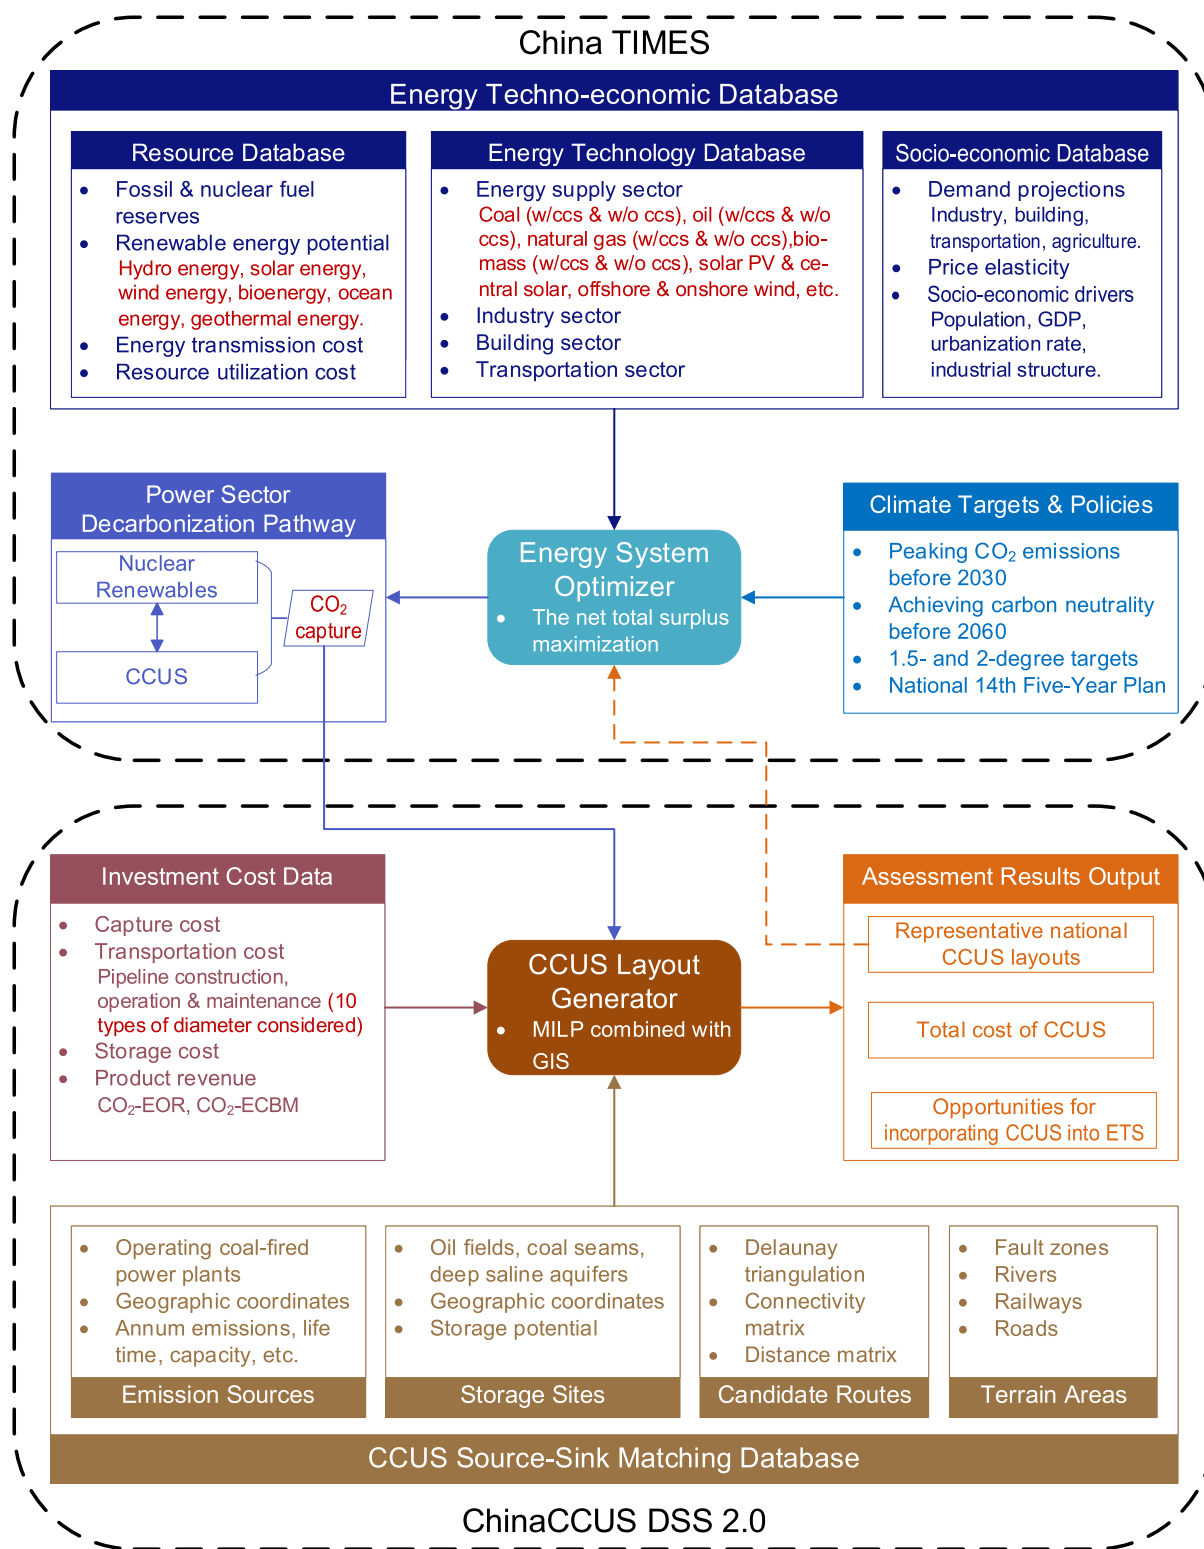 China TIMES
Energy Techno-economic Database
Resource Database
• Fossil & nuclear fuel
reserves
• Renewable energy potential
Hydro energy, solar energy,
wind energy, bioenergy, ocean
energy, geothermal energy.
• Energy transmission cost
• Resource utilization cost
Energy Technology Database
• Energy supply sector
Coal (w/ccs & w/o ccs), oil (w/ccs & w/o
ccs), natural gas (w/ccs & w/o ccs),bio-
mass (w/ccs & w/o ccs), solar PV & ce-
ntral solar, offshore & onshore wind, etc.
• Industry sector
• Building sector
• Transportation sector
Socio-economic Database
• Demand projections
Industry, building,
transportation, agriculture.
• Price elasticity
• Socio-economic drivers
Population, GDP,
urbanization rate,
industrial structure.
Power Sector
Decarbonization Pathway
Nuclear
Renewables
CCUS
CO₂
capture
Energy System
Optimizer
• The net total surplus
maximization
Climate Targets & Policies
• Peaking CO₂ emissions
before 2030
• Achieving carbon neutrality
before 2060
• 1.5- and 2-degree targets
• National 14th Five-Year Plan
Investment Cost Data
• Capture cost
• Transportation cost
Pipeline construction,
operation & maintenance (10
types of diameter considered)
• Storage cost
• Product revenue
CO₂-EOR, CO₂-ECBM
CCUS Layout
Generator
• MILP combined with
GIS
Assessment Results Output
Representative national
CCUS layouts
Total cost of CCUS
Opportunities for
incorporating CCUS into ETS
• Operating coal-fired
power plants
• Geographic coordinates
• Annum emissions, life
time, capacity, etc.
Emission Sources
• Oil fields, coal seams,
deep saline aquifers
• Geographic coordinates
• Storage potential
Storage Sites
• Delaunay
triangulation
• Connectivity
matrix
• Distance matrix
Candidate Routes
• Fault zones
• Rivers
• Railways
• Roads
Terrain Areas
CCUS Source-Sink Matching Database
ChinaCCUS DSS 2.0